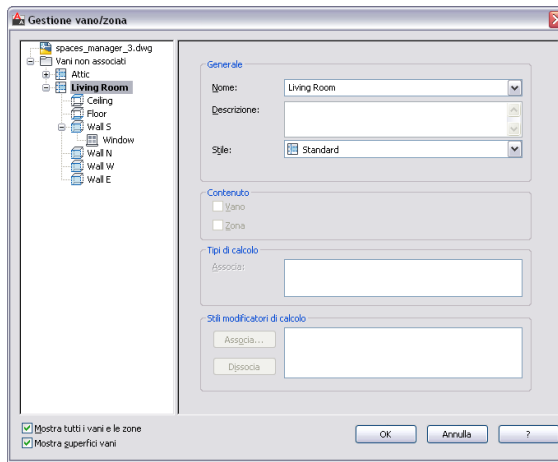 Gestione vano/zona
spaces_manager_3.dwg
Vani non associati
Attic
Living Room
Ceiling
Floor
Wall S
Window
Wall N
Wall W
Wall E
Generale
Nome: Living Room
Descrizione:
Stile: Standard
Contenuto
Vano
Zona
Tipi di calcolo
Associa:
Stili modificatori di calcolo
Associa...
Dissocia
Mostra tutti i vani e le zone
Mostra superfici vani
OK Annulla ?